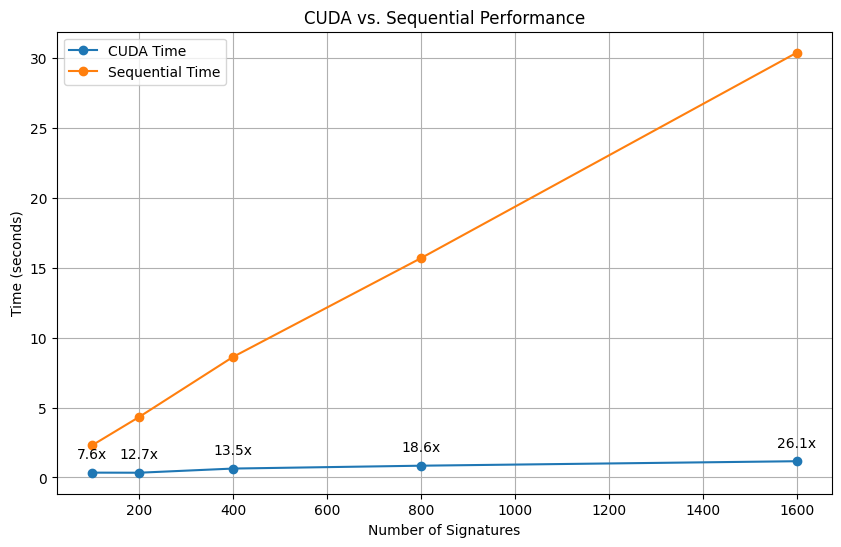 CUDA vs. Sequential Performance
CUDA Time
Sequential Time
Time (seconds)
30
25
20
15
10
5
0
7.6x
12.7x
13.5x
18.6x
26.1x
200
400
600
800
1000
1200
1400
1600
Number of Signatures